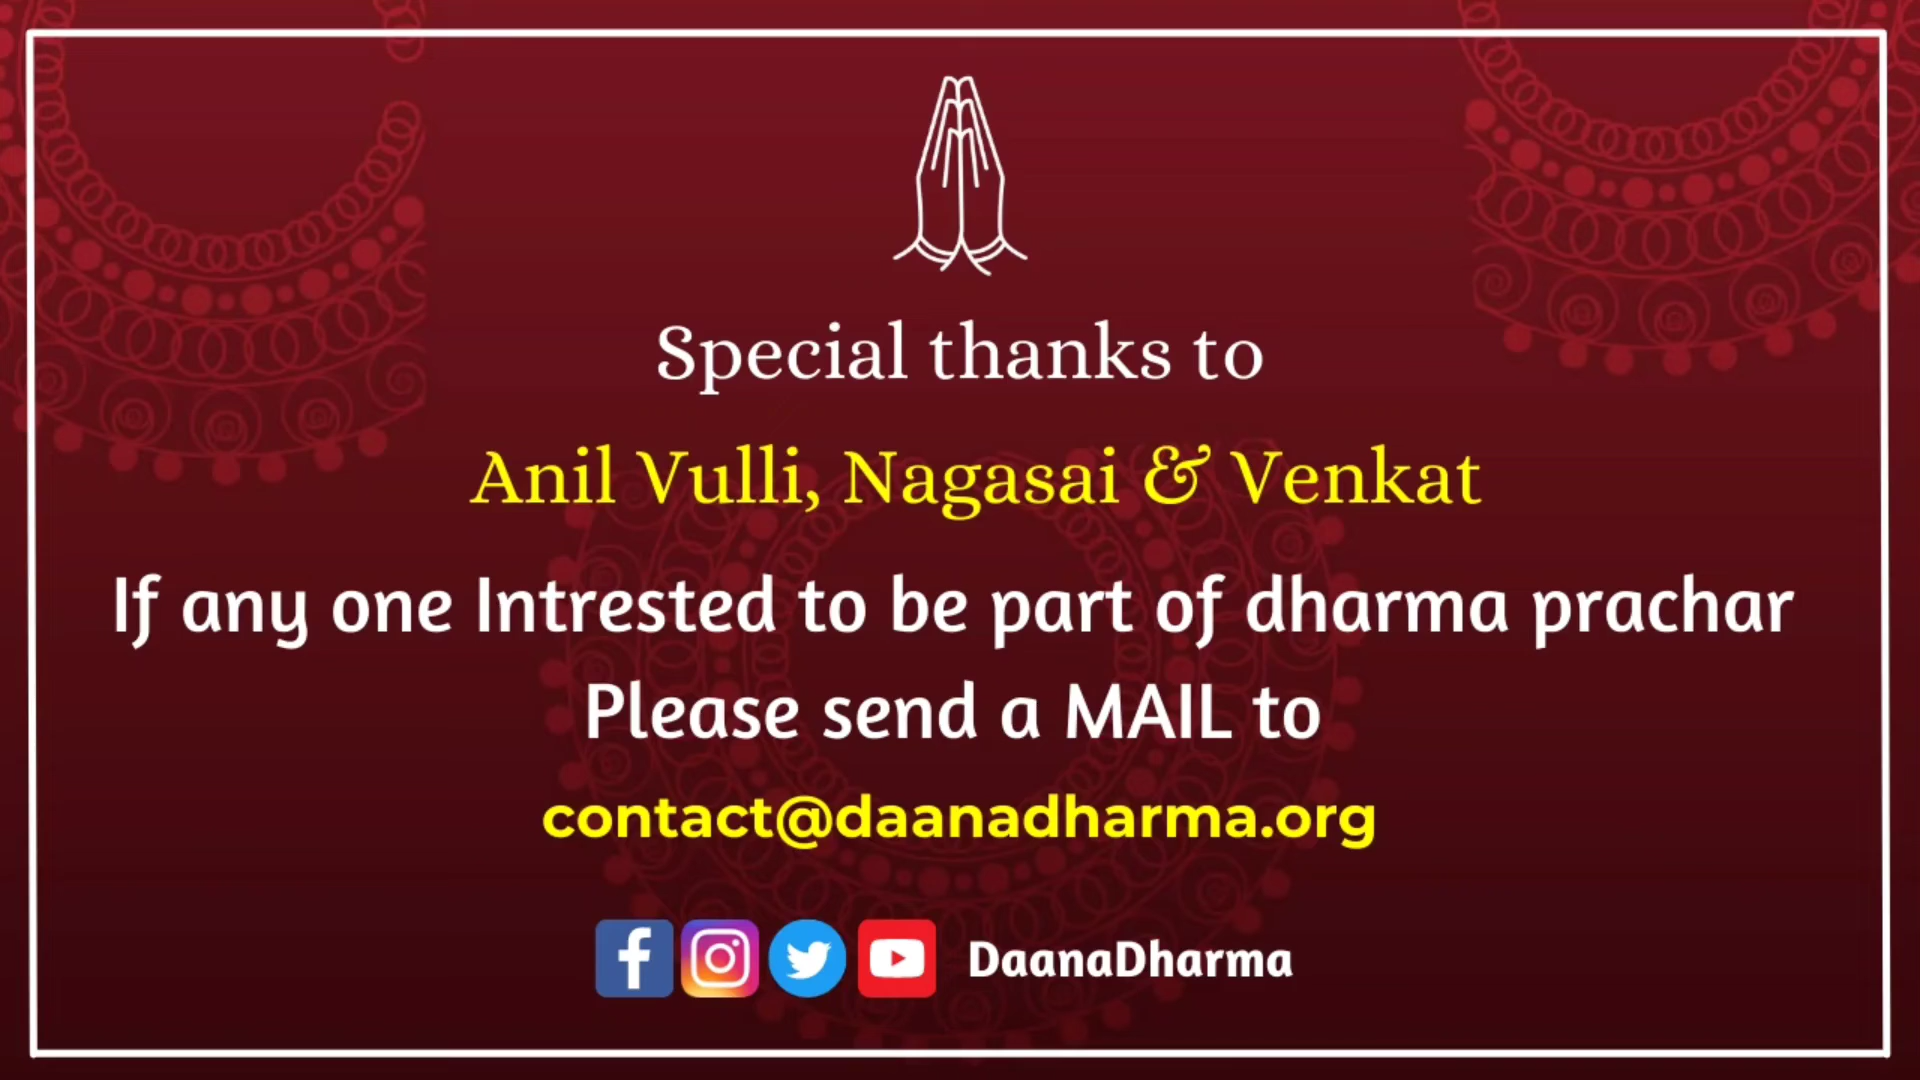 Special thanks to
Anil Vulli, Nagasai & Venkat
If any one Intrested to be part of dharma prachar
Please send a MAIL to
contact@daanadharma.org
DaanaDharma